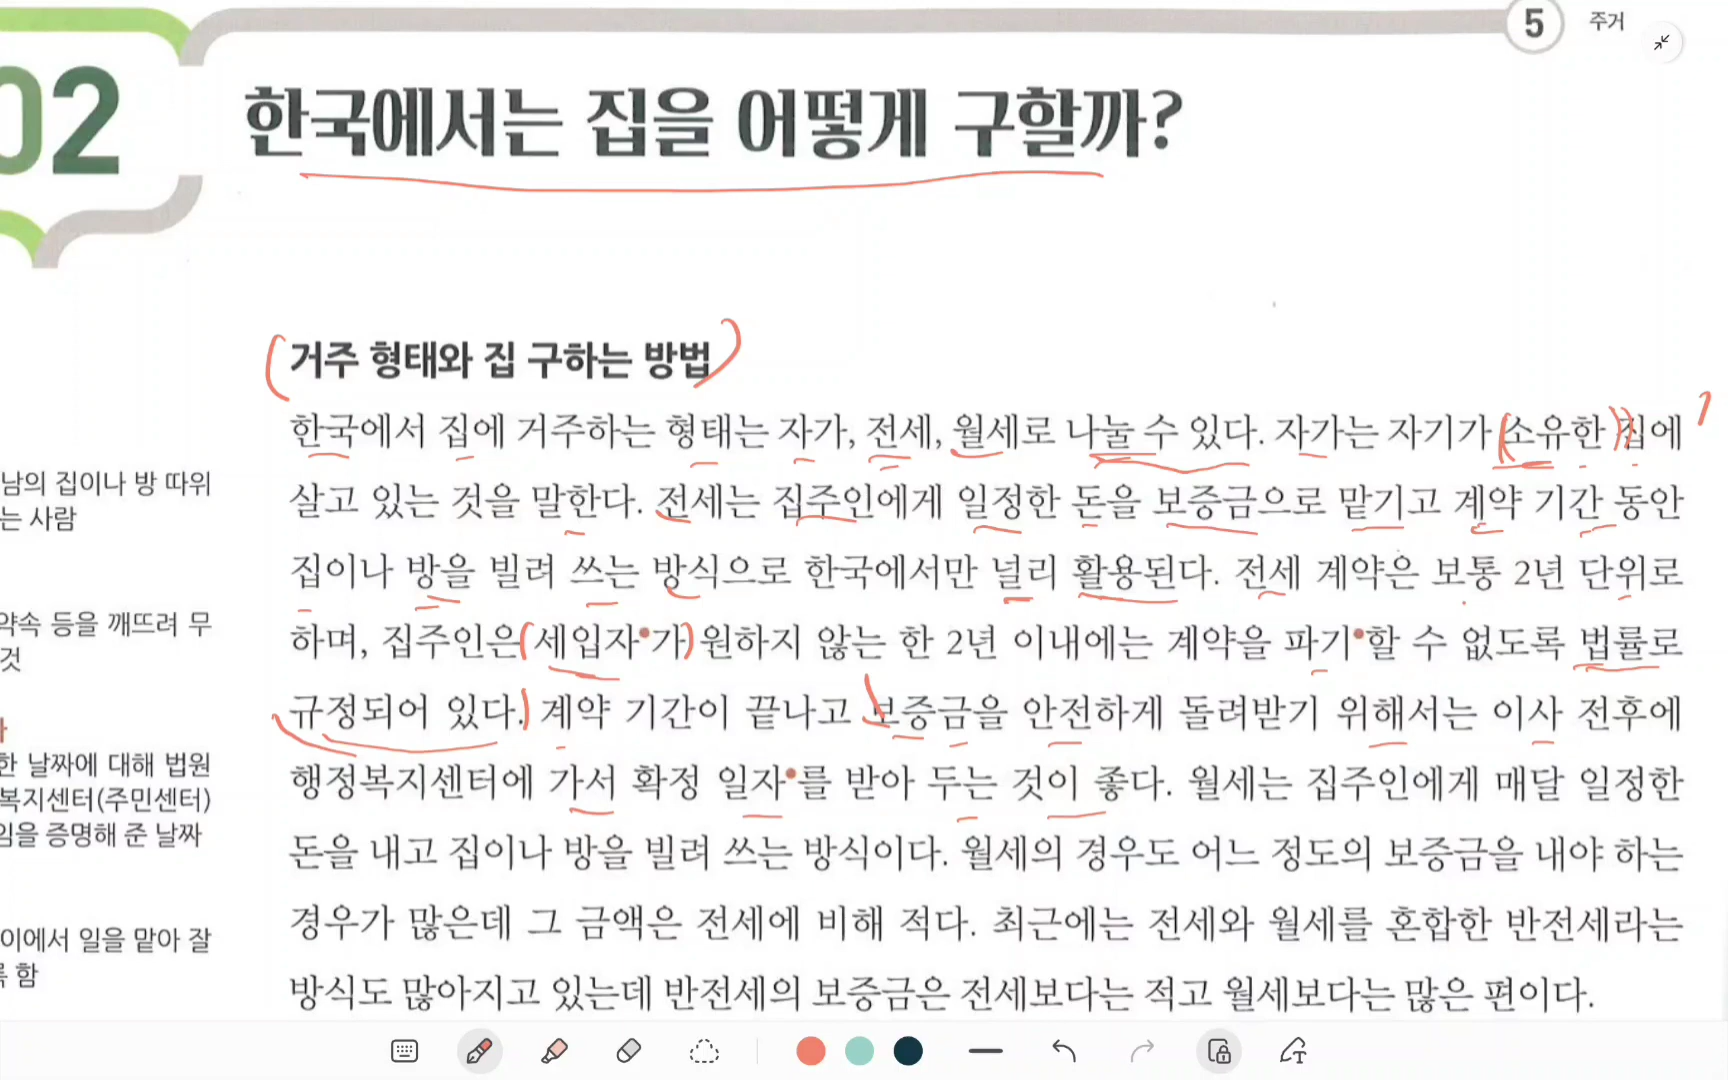 5 주거
02
한국에서는 집을 어떻게 구할까?
거주 형태와 집 구하는 방법
한국에서 집에 거주하는 형태는 자가, 전세, 월세로 나눌 수 있다. 자가는 자기가 소유한 집에
살고 있는 것을 말한다. 전세는 집주인에게 일정한 돈을 보증금으로 맡기고 계약 기간 동안
집이나 방을 빌려 쓰는 방식으로 한국에서만 널리 활용된다. 전세 계약은 보통 2년 단위로
하며, 집주인은 세입자•가 원하지 않는 한 2년 이내에는 계약을 파기•할 수 없도록 법률로
규정되어 있다. 계약 기간이 끝나고 보증금을 안전하게 돌려받기 위해서는 이사 전후에
행정복지센터에 가서 확정 일자•를 받아 두는 것이 좋다. 월세는 집주인에게 매달 일정한
돈을 내고 집이나 방을 빌려 쓰는 방식이다. 월세의 경우도 어느 정도의 보증금을 내야 하는
경우가 많은데 그 금액은 전세에 비해 적다. 최근에는 전세와 월세를 혼합한 반전세라는
방식도 많아지고 있는데 반전세의 보증금은 전세보다는 적고 월세보다는 많은 편이다.
남의 집이나 방 따위
는 사람
약속 등을 깨뜨려 무
것
한 날짜에 대해 법원
복지센터(주민센터)
임을 증명해 준 날짜
이에서 일을 맡아 잘
록 함